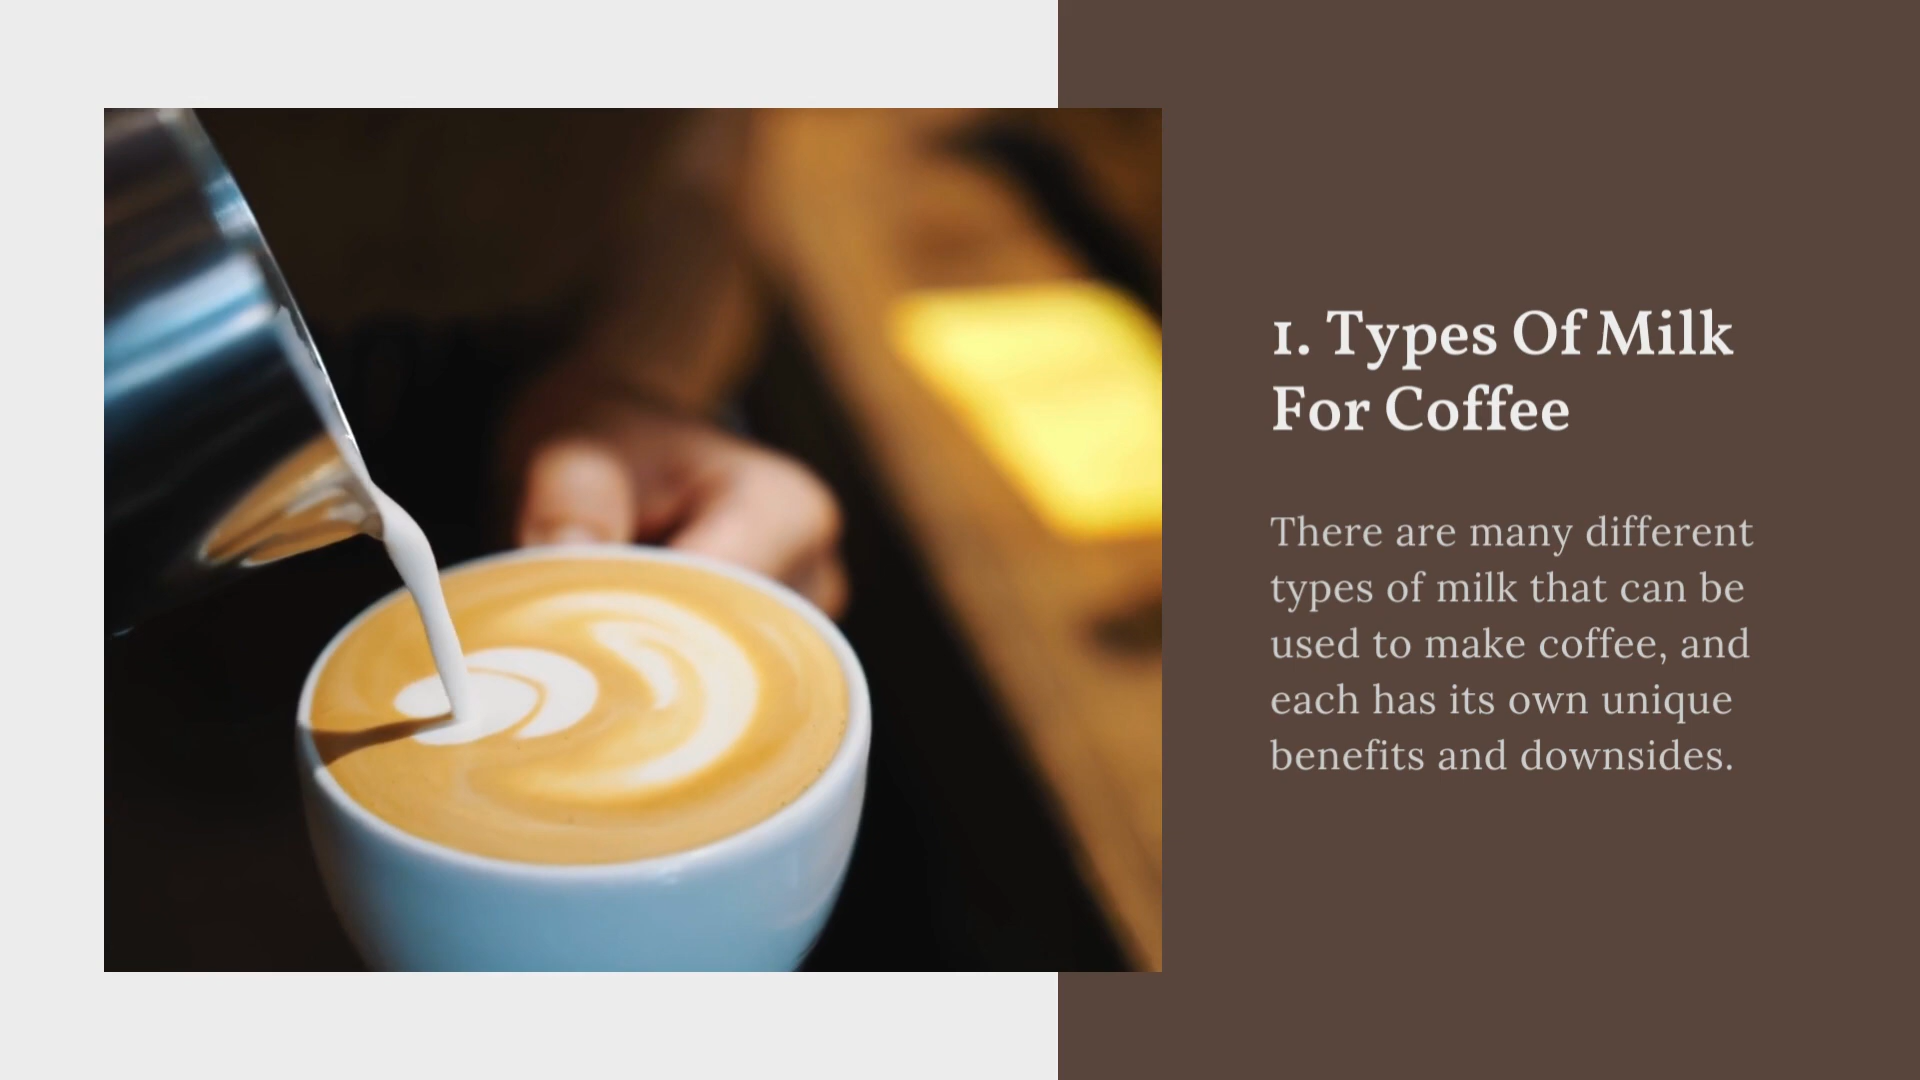 1. Types Of Milk
For Coffee
There are many different
types of milk that can be
used to make coffee, and
each has its own unique
benefits and downsides.